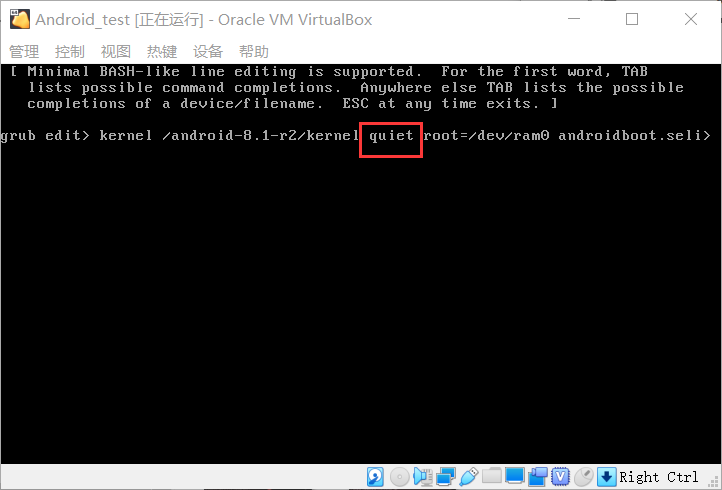 Android_test [正在运行] - Oracle VM VirtualBox
管理 控制 视图 热键 设备 帮助
[ Minimal BASH-like line editing is supported.  For the first word, TAB
lists possible command completions.  Anywhere else TAB lists the possible
completions of a device/filename.  ESC at any time exits. ]
grub edit> kernel /android-8.1-r2/kernel quiet root=/dev/ram0 androidboot.seli>
Right Ctrl